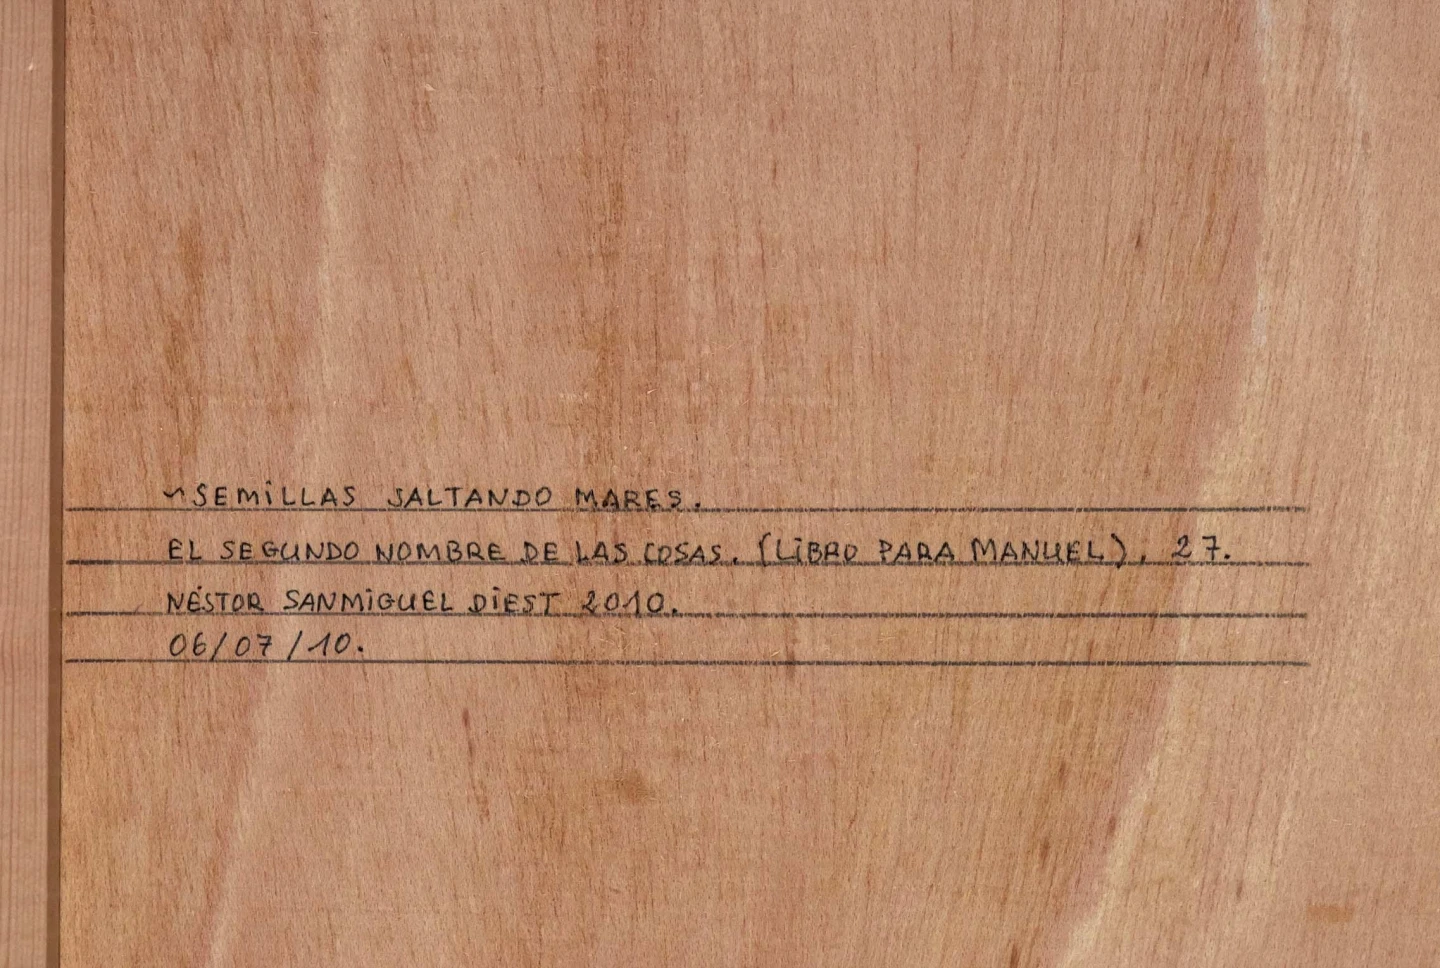 ~SEMILLAS SALTANDO MARES.
EL SEGUNDO NOMBRE DE LAS COSAS. (LIBRO PARA MANUEL). 27.
NÉSTOR SANMIGUEL DIEST 2010.
06/07/10.